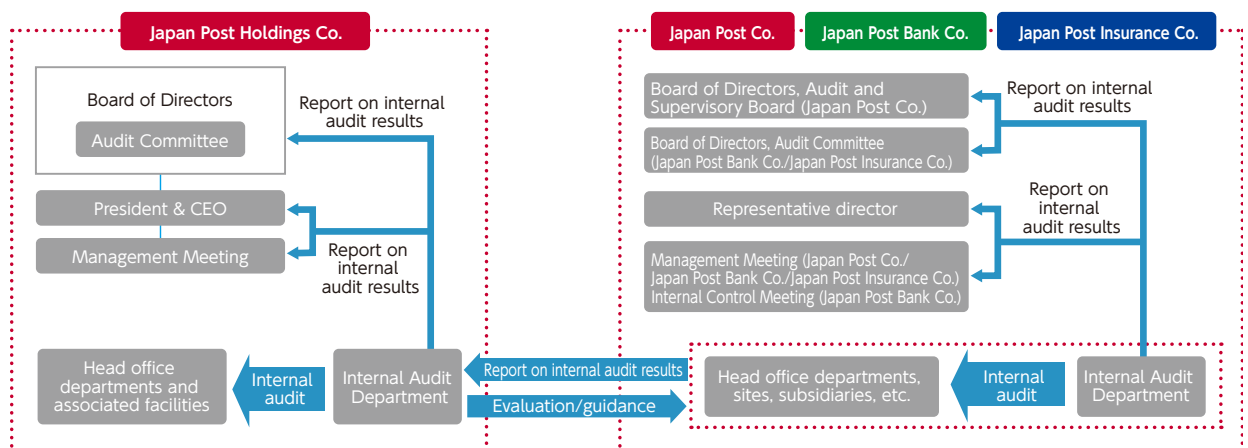 Japan Post Holdings Co.
Board of Directors
Audit Committee
Report on internal
audit results
President & CEO
Management Meeting
Report on
internal
audit results
Head office
departments and
associated facilities
Internal
audit
Internal Audit
Department
Report on internal audit results
Evaluation/guidance
Japan Post Co.
Japan Post Bank Co.
Japan Post Insurance Co.
Board of Directors, Audit and
Supervisory Board (Japan Post Co.)
Report on internal
audit results
Board of Directors, Audit Committee
(Japan Post Bank Co./Japan Post Insurance Co.)
Representative director
Report on
internal
audit results
Management Meeting (Japan Post Co./
Japan Post Bank Co./Japan Post Insurance Co.)
Internal Control Meeting (Japan Post Bank Co.)
Head office departments,
sites, subsidiaries, etc.
Internal
audit
Internal Audit
Department